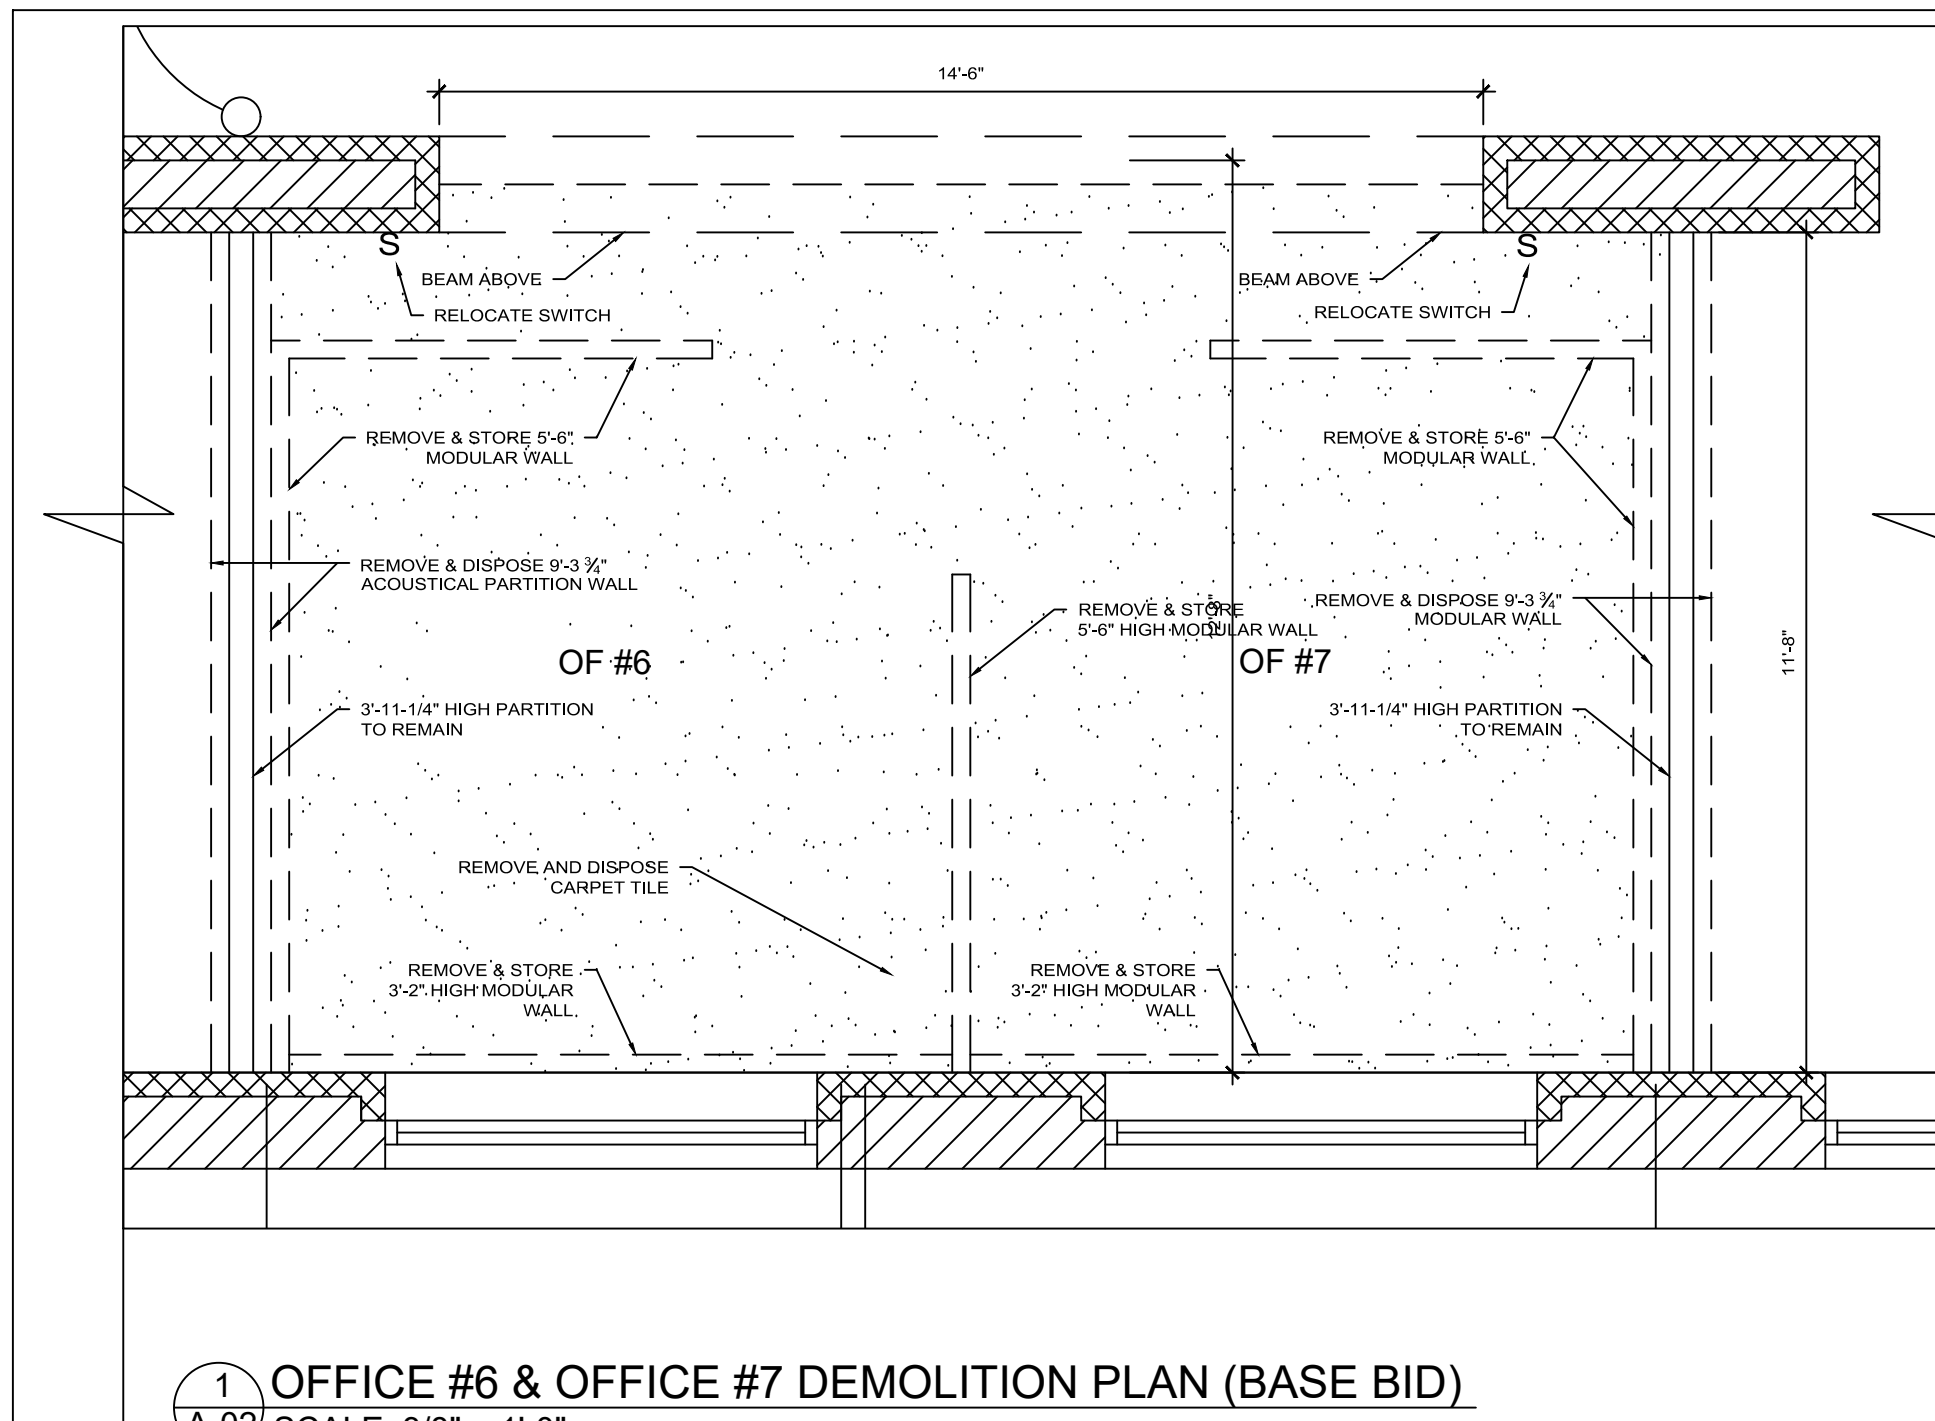 14'-6"
S
S
BEAM ABOVE
BEAM ABOVE
RELOCATE SWITCH
RELOCATE SWITCH
REMOVE & STORE 5'-6"
MODULAR WALL
REMOVE & STORE 5'-6"
MODULAR WALL
REMOVE & DISPOSE 9'-3 ¾"
ACOUSTICAL PARTITION WALL
REMOVE & STORE
5'-6" HIGH MODULAR WALL
REMOVE & DISPOSE 9'-3 ¾"
MODULAR WALL
11'-8"
OF #6
OF #7
3'-11-1/4" HIGH PARTITION
TO REMAIN
3'-11-1/4" HIGH PARTITION
TO REMAIN
REMOVE AND DISPOSE
CARPET TILE
REMOVE & STORE
3'-2" HIGH MODULAR
WALL
REMOVE & STORE
3'-2" HIGH MODULAR
WALL
1
OFFICE #6 & OFFICE #7 DEMOLITION PLAN (BASE BID)